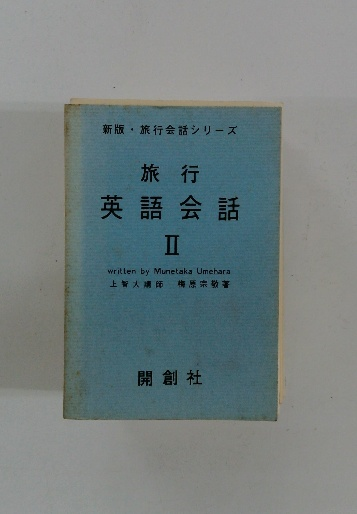 新版・旅行会話シリーズ
旅行
英語会話
II
written by Munetaka Umehara
上智大講師 梅原宗敬著
開創社